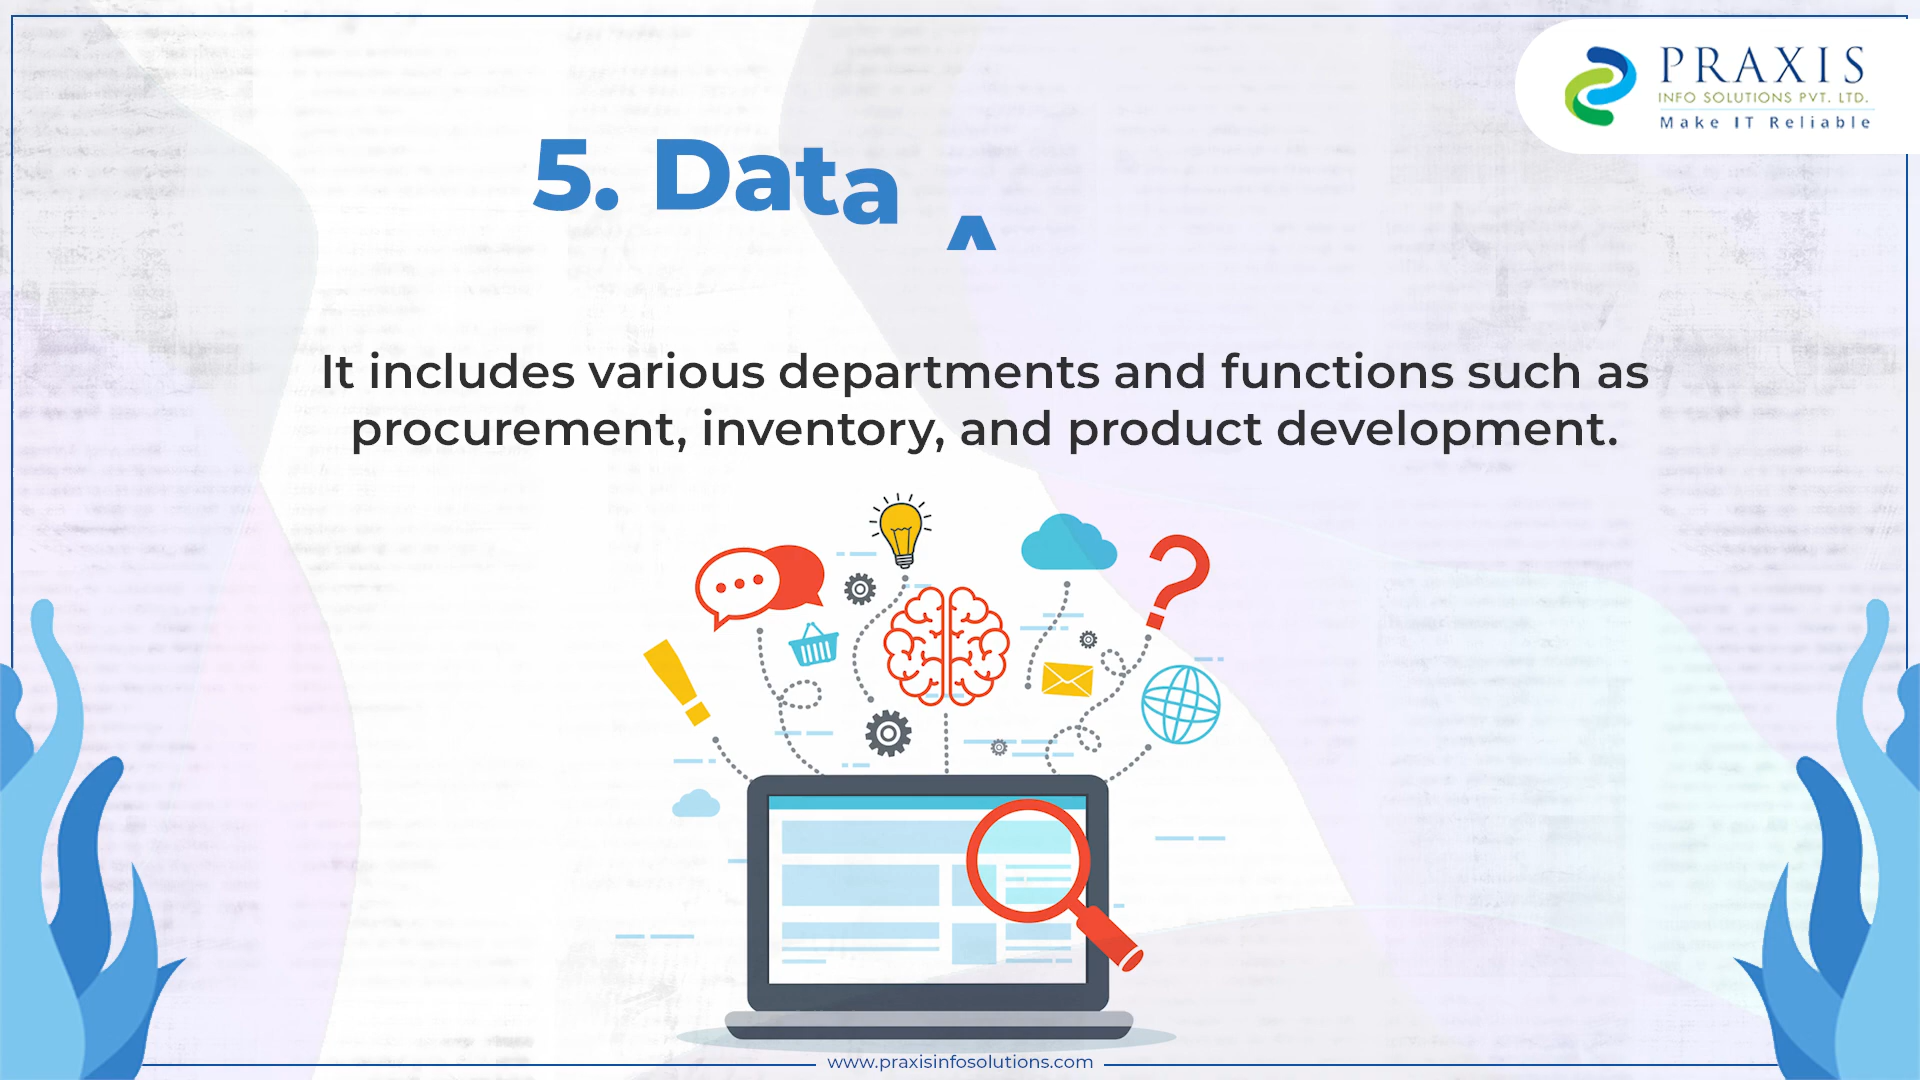 PRAXIS
INFO SOLUTIONS PVT. LTD.
Make IT Reliable
5. Data
It includes various departments and functions such as
procurement, inventory, and product development.
www.praxisinfosolutions.com